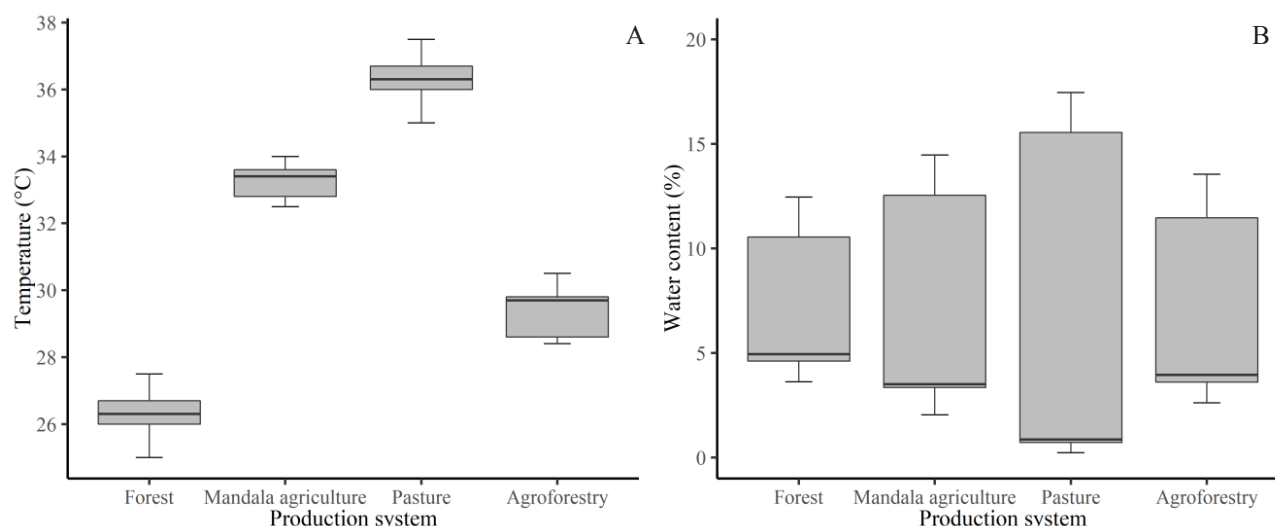 A
Temperature (°C)
38
36
34
32
30
28
26
Forest Mandala agriculture Pasture Agroforestry
Production system
B
Water content (%)
20
15
10
5
0
Forest Mandala agriculture Pasture Agroforestry
Production system